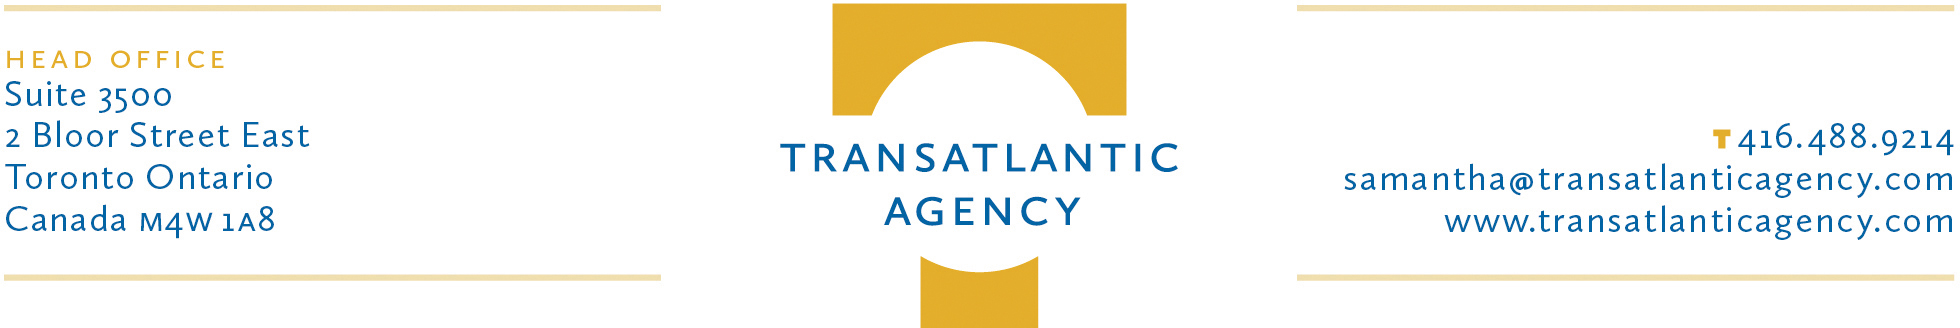 HEAD OFFICE
Suite 3500
2 Bloor Street East
Toronto Ontario
Canada M4W 1A8
TRANSATLANTIC
AGENCY
T 416.488.9214
samantha@transatlanticagency.com
www.transatlanticagency.com